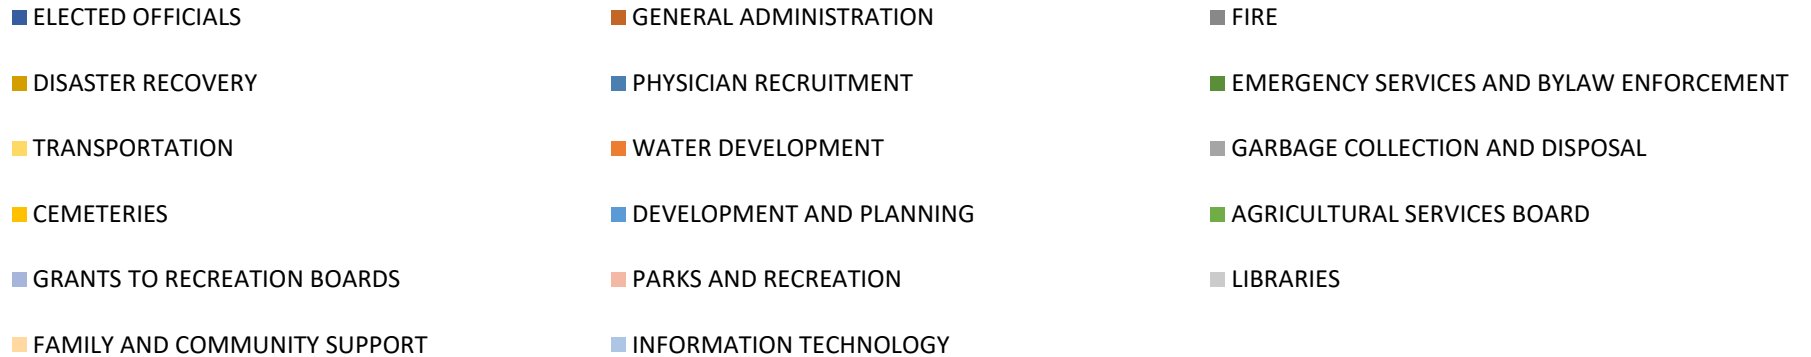 ELECTED OFFICIALS
GENERAL ADMINISTRATION
FIRE
DISASTER RECOVERY
PHYSICIAN RECRUITMENT
EMERGENCY SERVICES AND BYLAW ENFORCEMENT
TRANSPORTATION
WATER DEVELOPMENT
GARBAGE COLLECTION AND DISPOSAL
CEMETERIES
DEVELOPMENT AND PLANNING
AGRICULTURAL SERVICES BOARD
GRANTS TO RECREATION BOARDS
PARKS AND RECREATION
LIBRARIES
FAMILY AND COMMUNITY SUPPORT
INFORMATION TECHNOLOGY